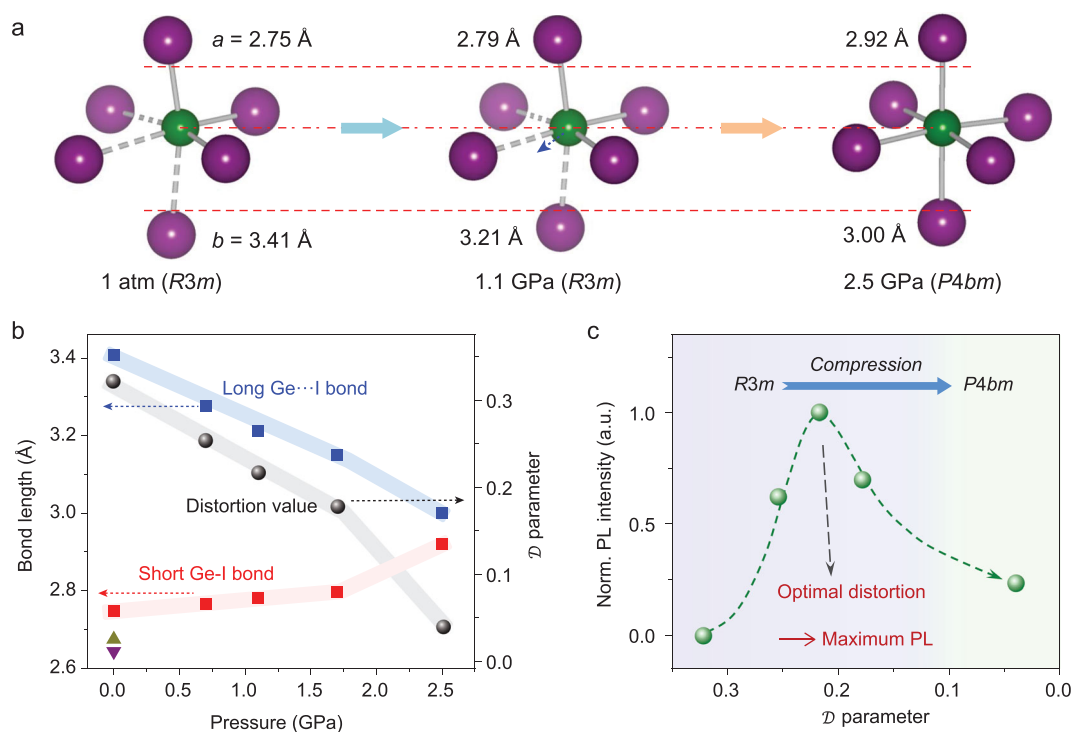 a
a = 2.75 Å
2.79 Å
2.92 Å
b = 3.41 Å
3.21 Å
3.00 Å
1 atm (R3m)
1.1 GPa (R3m)
2.5 GPa (P4bm)
b
3.4
3.2
3.0
2.8
2.6
Bond length (Å)
Long Ge···I bond
Distortion value
Short Ge-I bond
0.3
0.2
0.1
0.0
𝒟 parameter
0.0
0.5
1.0
1.5
2.0
2.5
Pressure (GPa)
c
Compression
R3m
P4bm
1.0
0.5
0.0
Norm. PL intensity (a.u.)
Optimal distortion
Maximum PL
0.3
0.2
0.1
0.0
𝒟 parameter